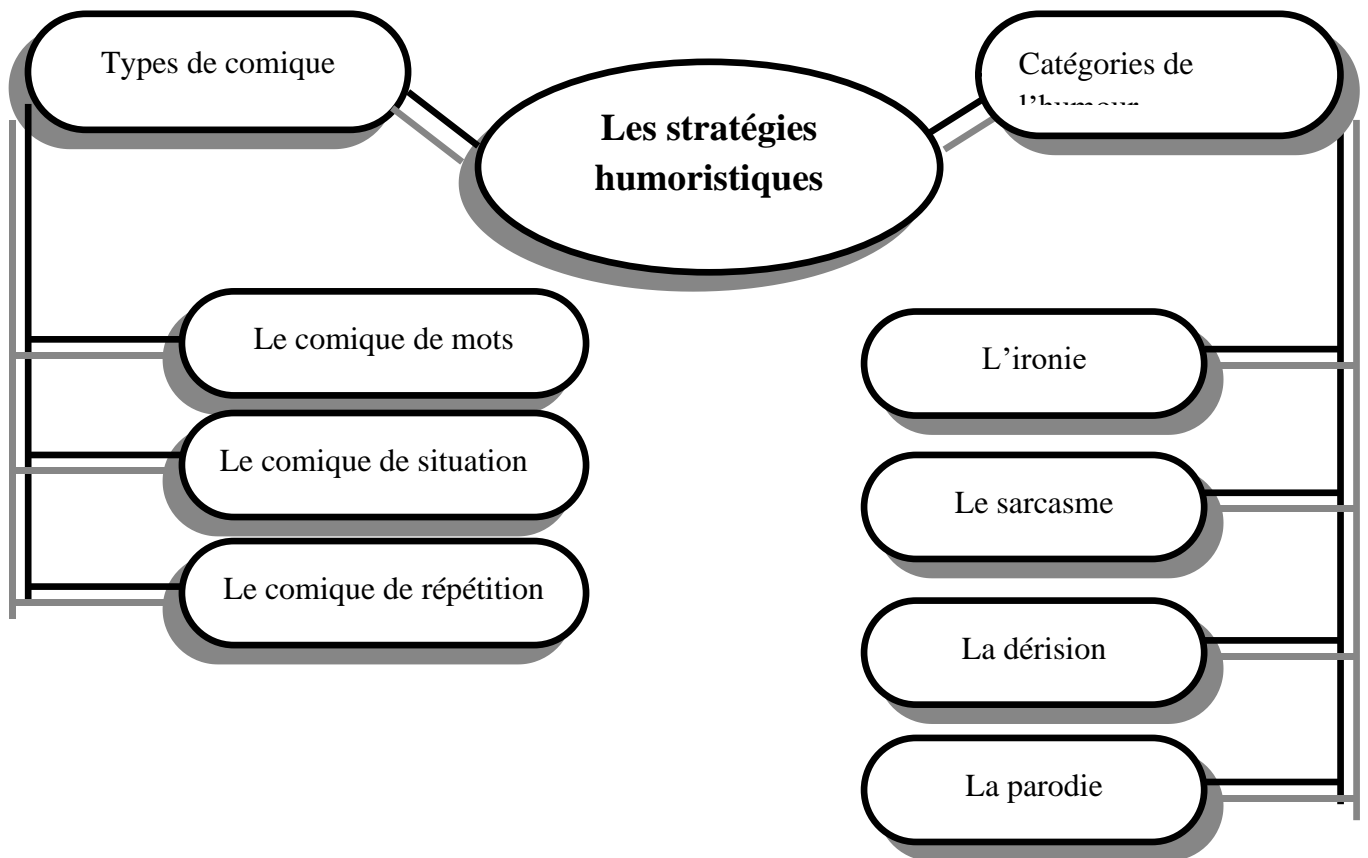 Types de comique
Les stratégies
humoristiques
Catégories de
l'humour
Le comique de mots
Le comique de situation
Le comique de répétition
L'ironie
Le sarcasme
La dérision
La parodie